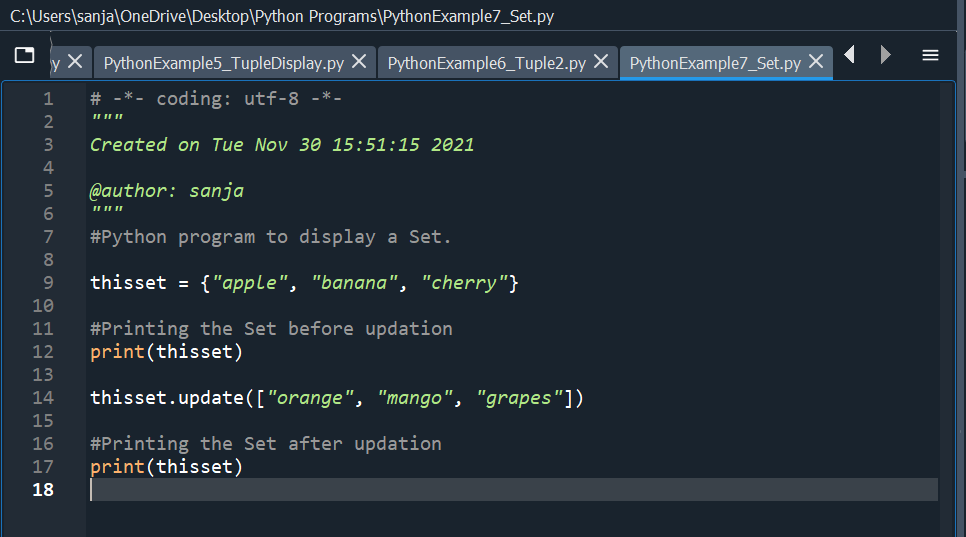 C:\Users\sanja\OneDrive\Desktop\Python Programs\PythonExample7_Set.py
y PythonExample5_TupleDisplay.py PythonExample6_Tuple2.py PythonExample7_Set.py
1 # -*- coding: utf-8 -*-
2 """
3 Created on Tue Nov 30 15:51:15 2021
4
5 @author: sanja
6 """
7 #Python program to display a Set.
8
9 thisset = {"apple", "banana", "cherry"}
10
11 #Printing the Set before updation
12 print(thisset)
13
14 thisset.update(["orange", "mango", "grapes"])
15
16 #Printing the Set after updation
17 print(thisset)
18